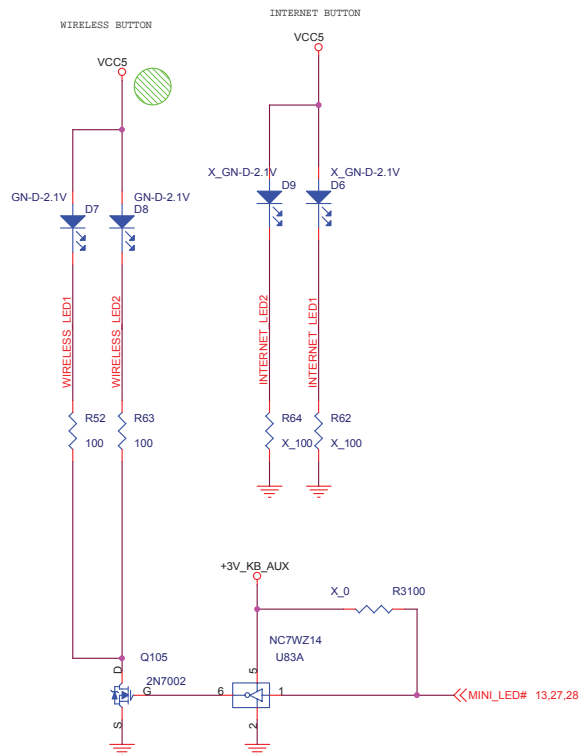 WIRELESS BUTTON
INTERNET BUTTON
VCC5
VCC5
GN-D-2.1V
D7
GN-D-2.1V
D8
X_GN-D-2.1V
D9
X_GN-D-2.1V
D6
WIRELESS_LED1
WIRELESS_LED2
INTERNET_LED2
INTERNET_LED1
R52
100
R63
100
R64
X_100
R62
X_100
+3V_KB_AUX
X_0
R3100
NC7WZ14
U83A
Q105
2N7002
D
G
S
6
5
1
2
MINI_LED# 13,27,28